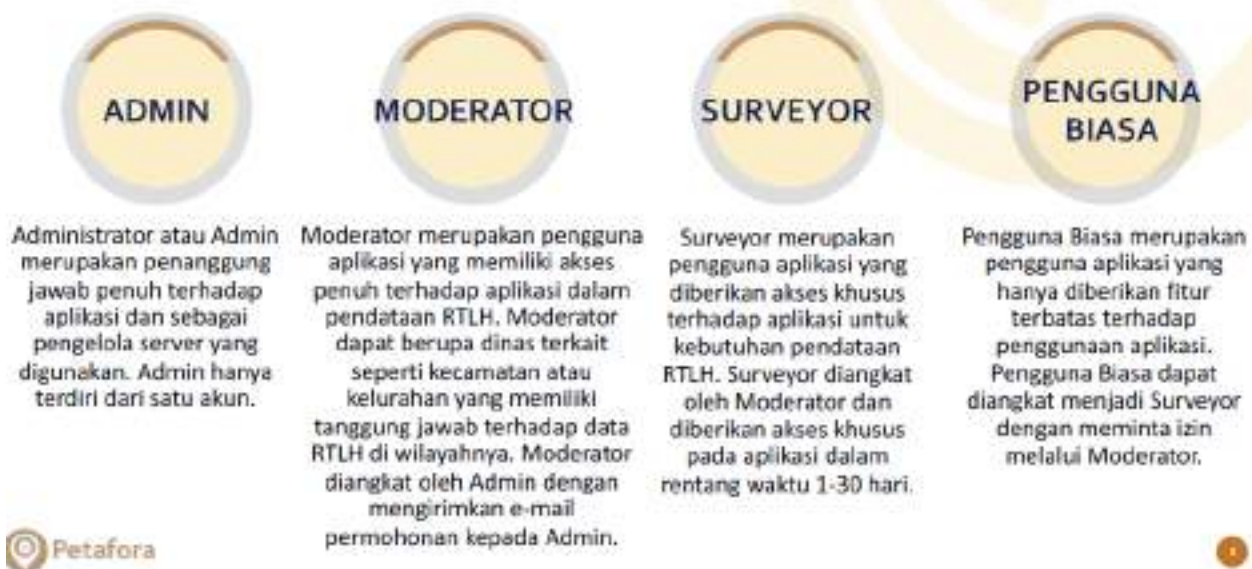 ADMIN
Administrator atau Admin
merupakan penanggung
jawab penuh terhadap
aplikasi dan sebagai
pengelola server yang
digunakan. Admin hanya
terdiri dari satu akun.
MODERATOR
Moderator merupakan pengguna
aplikasi yang memiliki akses
penuh terhadap aplikasi dalam
pendataan RTLH. Moderator
dapat berupa dinas terkait
seperti kecamatan atau
kelurahan yang memiliki
tanggung jawab terhadap data
RTLH di wilayahnya. Moderator
diangkat oleh Admin dengan
mengirimkan e-mail
permohonan kepada Admin.
SURVEYOR
Surveyor merupakan
pengguna aplikasi yang
diberikan akses khusus
terhadap aplikasi untuk
kebutuhan pendataan
RTLH. Surveyor diangkat
oleh Moderator dan
diberikan akses khusus
pada aplikasi dalam
rentang waktu 1-30 hari.
PENGGUNA
BIASA
Pengguna Biasa merupakan
pengguna aplikasi yang
hanya diberikan fitur
terbatas terhadap
penggunaan aplikasi.
Pengguna Biasa dapat
diangkat menjadi Surveyor
dengan meminta izin
melalui Moderator.
Petafora